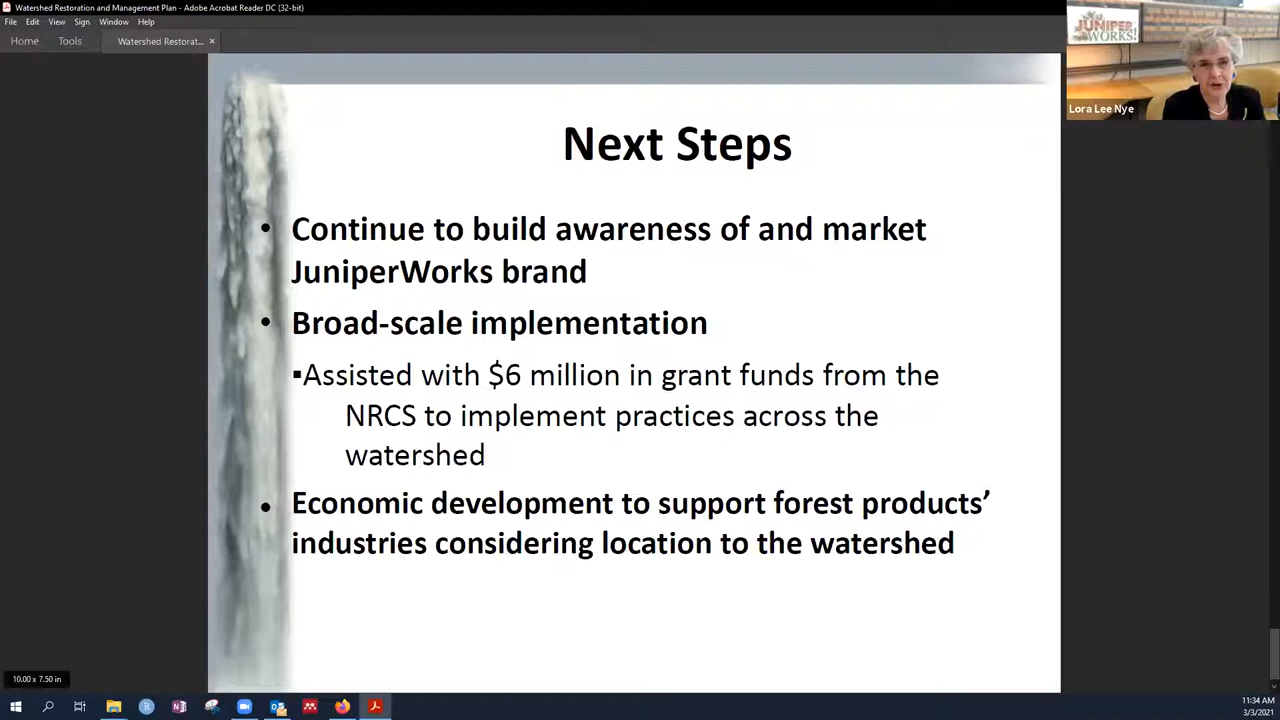 Watershed Restoration and Management Plan - Adobe Acrobat Reader DC (32-bit)
File Edit View Sign Window Help
Home Tools Watershed Restorat... ×
JUNIPER
WORKS!
Lora Lee Nye
Next Steps
• Continue to build awareness of and market
JuniperWorks brand
• Broad-scale implementation
▪Assisted with $6 million in grant funds from the
NRCS to implement practices across the
watershed
• Economic development to support forest products’
industries considering location to the watershed
10.00 x 7.50 in
11:34 AM
3/3/2021